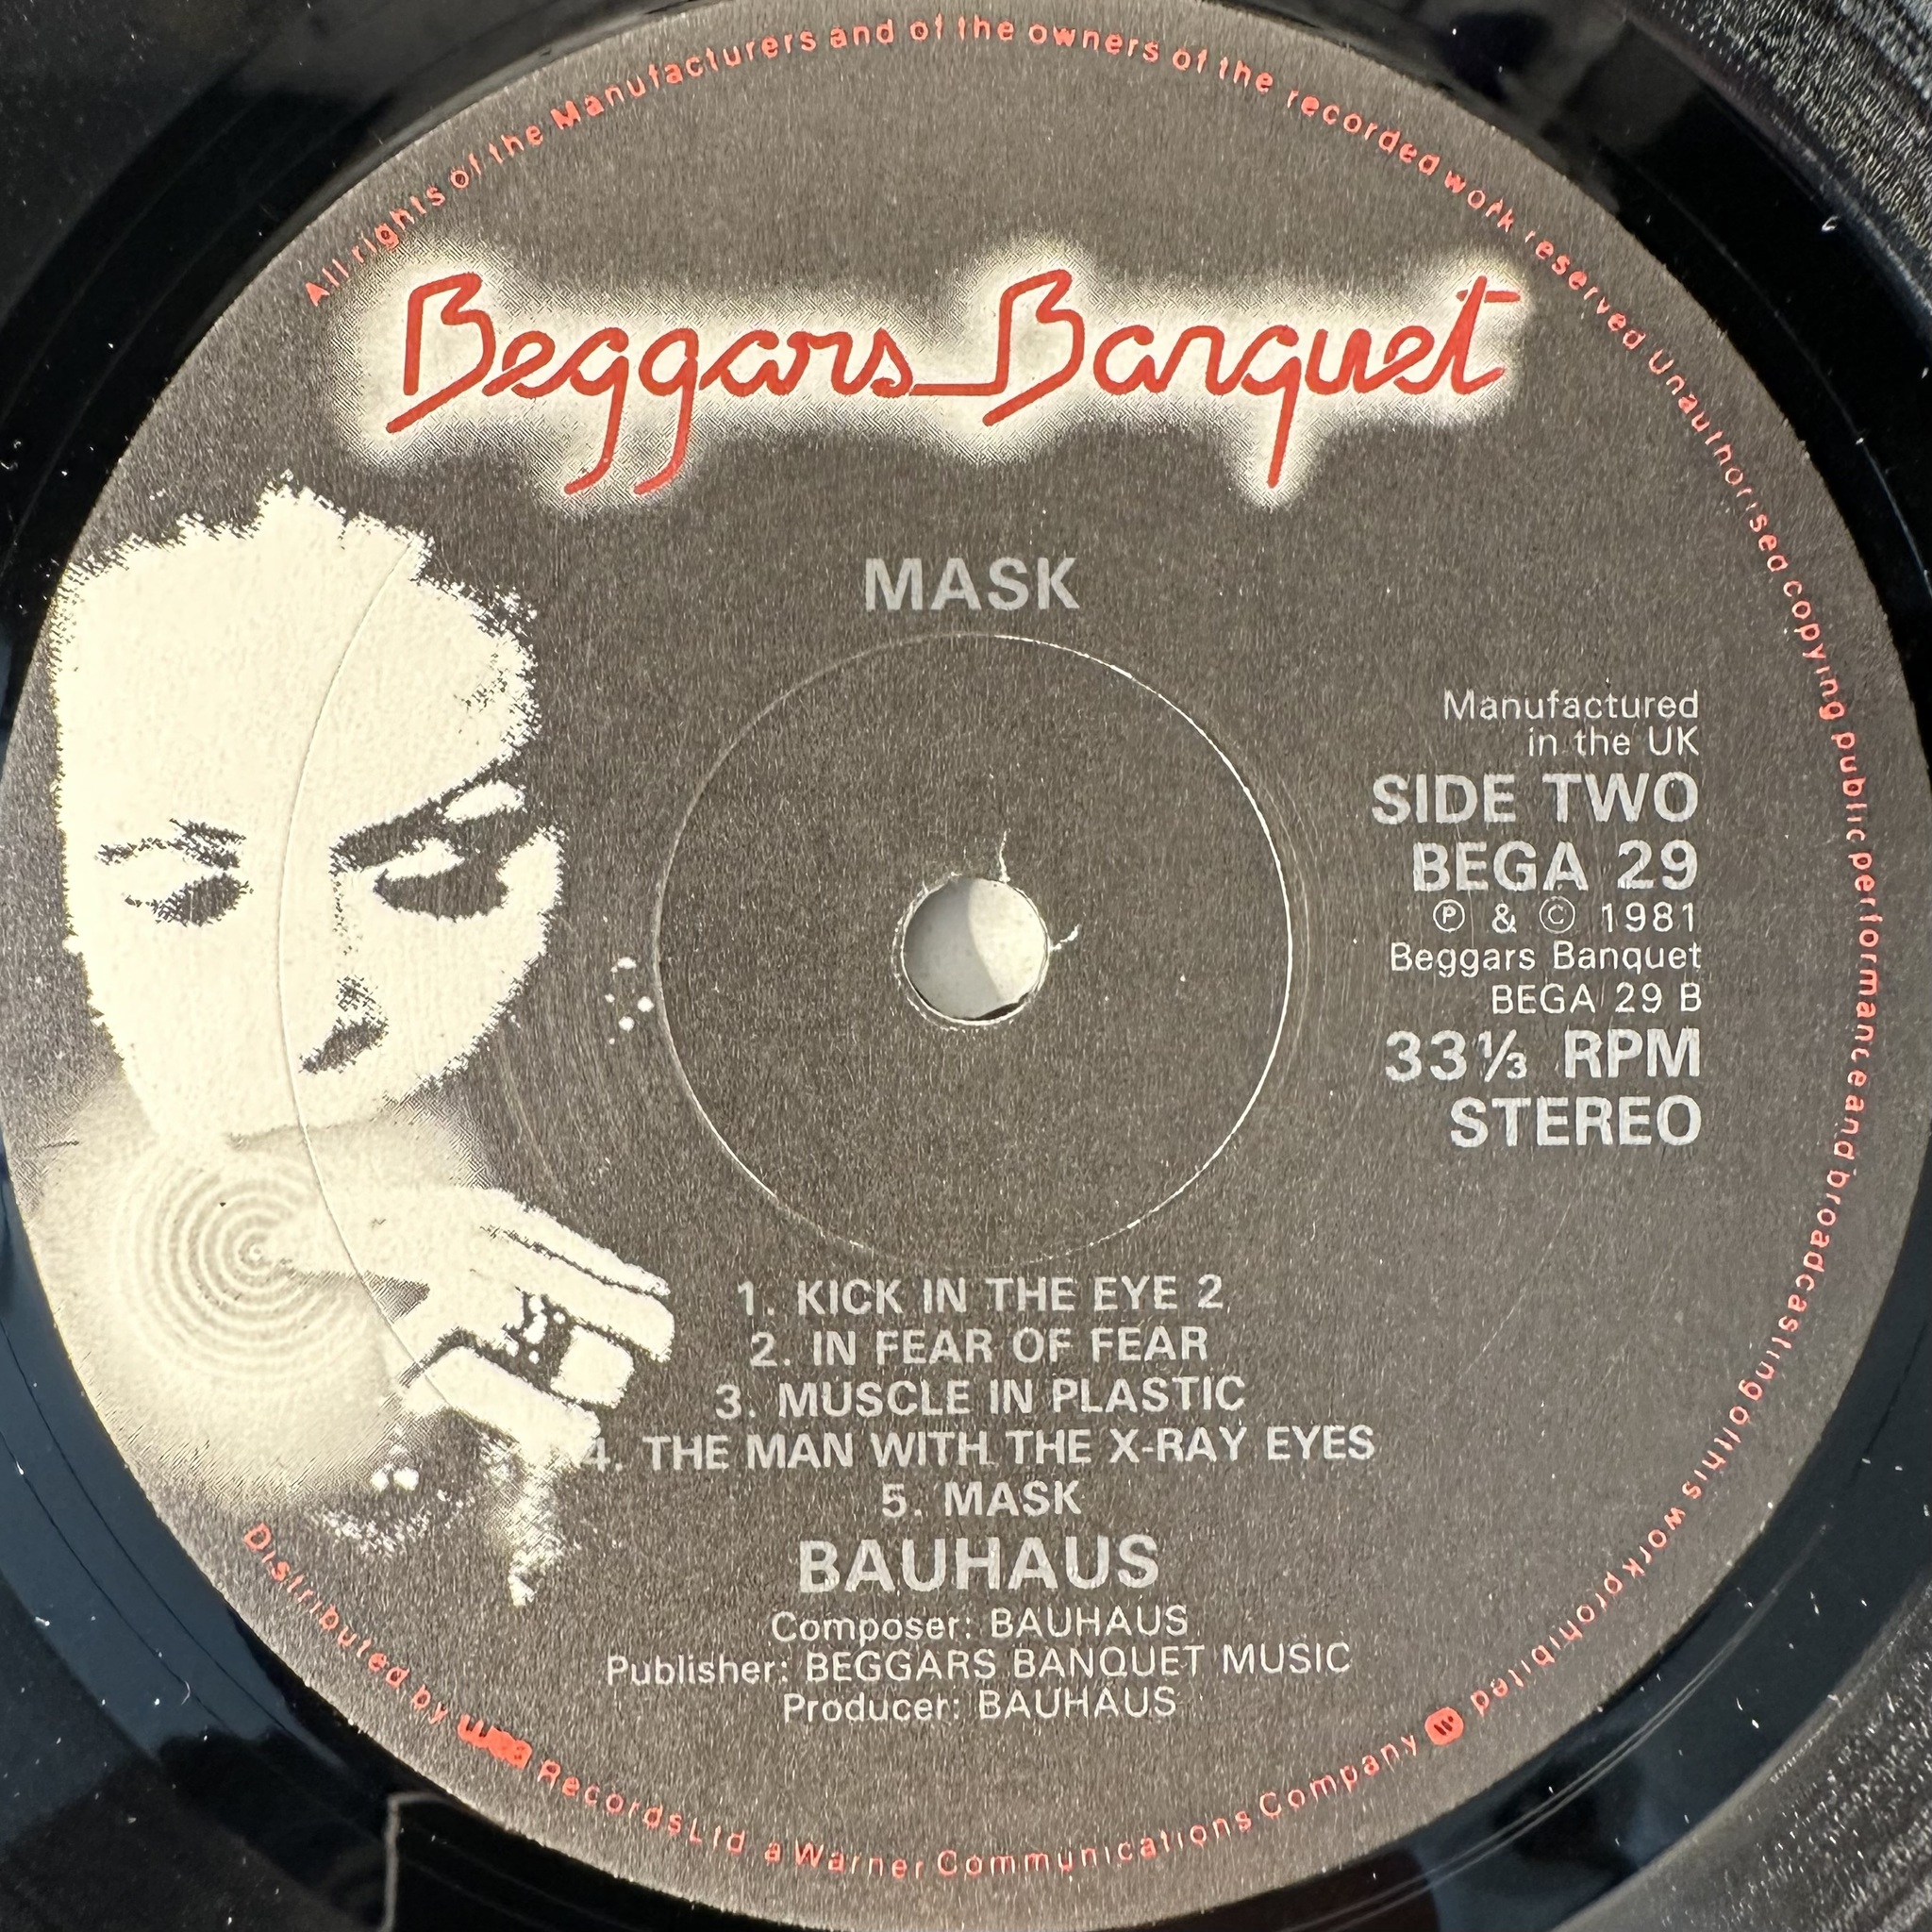 All rights of the Manufacturers and of the owners of the recorded work reserved Unauthorised copying public performance and broadcasting of this work prohibited
Beggars Banquet
MASK
Manufactured
in the UK
SIDE TWO
BEGA 29
Ⓟ & © 1981
Beggars Banquet
BEGA 29 B
33⅓ RPM
STEREO
1. KICK IN THE EYE 2
2. IN FEAR OF FEAR
3. MUSCLE IN PLASTIC
4. THE MAN WITH THE X-RAY EYES
5. MASK
BAUHAUS
Composer: BAUHAUS
Publisher: BEGGARS BANQUET MUSIC
Producer: BAUHAUS
Distributed by wea Records Ltd a Warner Communications Company